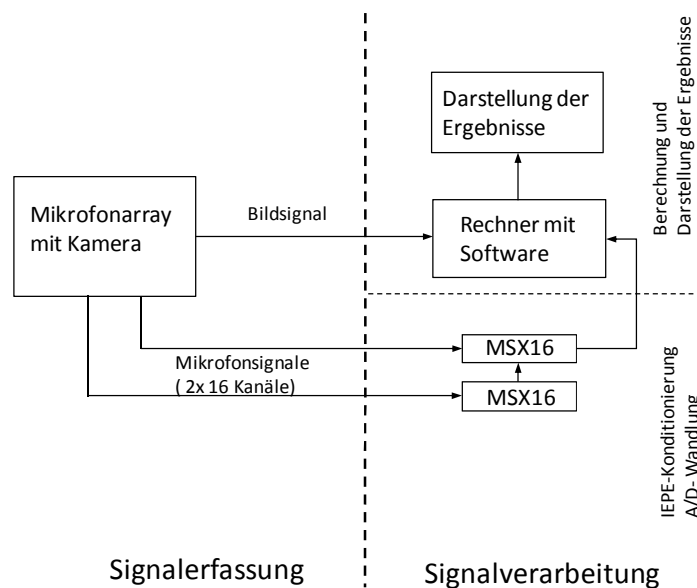 Darstellung der
Ergebnisse
Mikrofonarray
mit Kamera
Bildsignal
Rechner mit
Software
Berechnung und
Darstellung der Ergebnisse
Mikrofonsignale
( 2x 16 Kanäle)
MSX16
MSX16
IEPE-Konditionierung
A/D- Wandlung
Signalerfassung
Signalverarbeitung